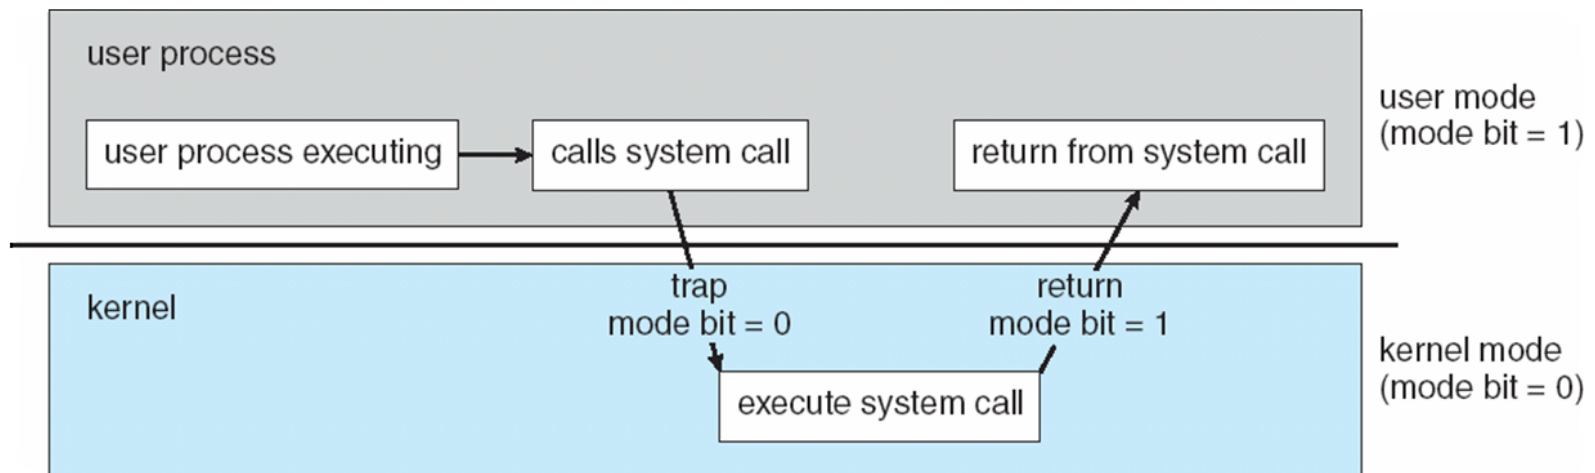 user process
user process executing
calls system call
return from system call
user mode
(mode bit = 1)
kernel
trap
mode bit = 0
return
mode bit = 1
execute system call
kernel mode
(mode bit = 0)